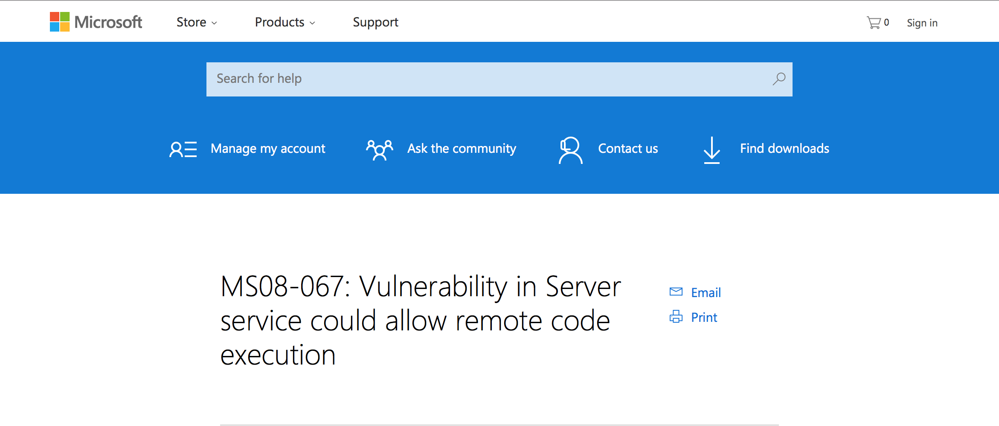 Microsoft Store Products Support 0 Sign in
Search for help
Manage my account Ask the community Contact us Find downloads
MS08-067: Vulnerability in Server
service could allow remote code
execution
Email
Print